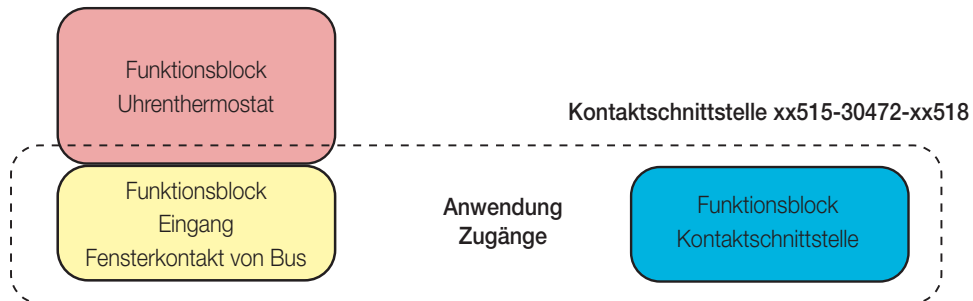 Funktionsblock
Uhrenthermostat
Kontaktschnittstelle xx515-30472-xx518
Funktionsblock
Eingang
Fensterkontakt von Bus
Anwendung
Zugänge
Funktionsblock
Kontaktschnittstelle